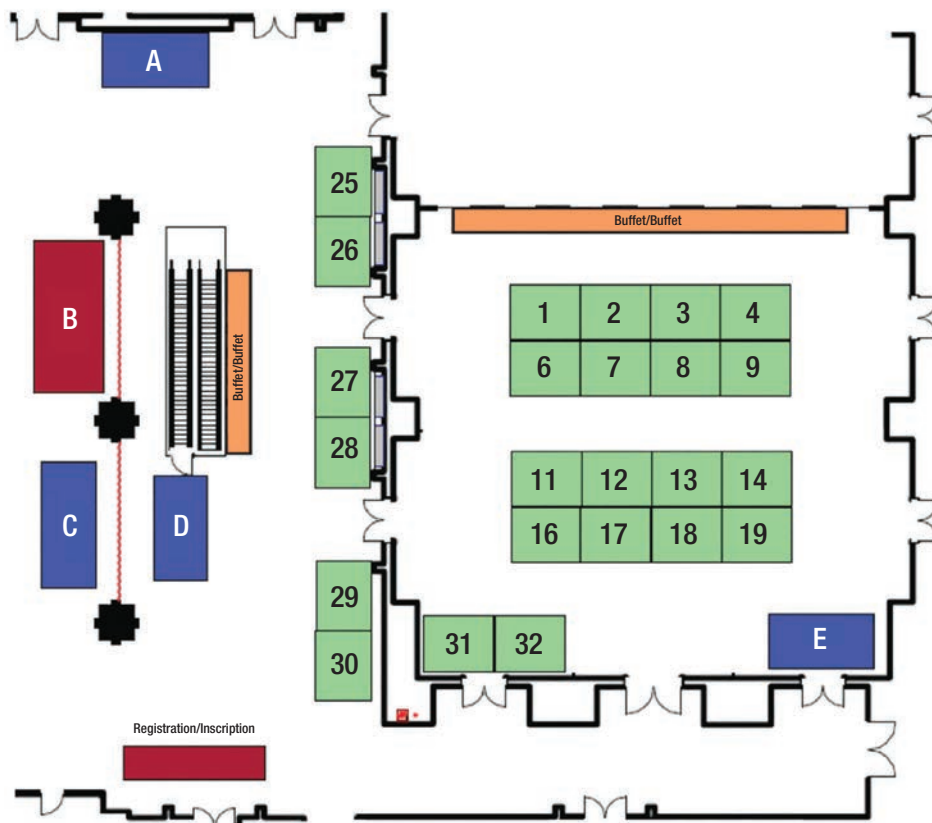 A
25
26
Buffet/Buffet
B
Buffet/Buffet
1 2 3 4
6 7 8 9
27
28
C
D
11 12 13 14
16 17 18 19
29
30
31 32
E
Registration/Inscription